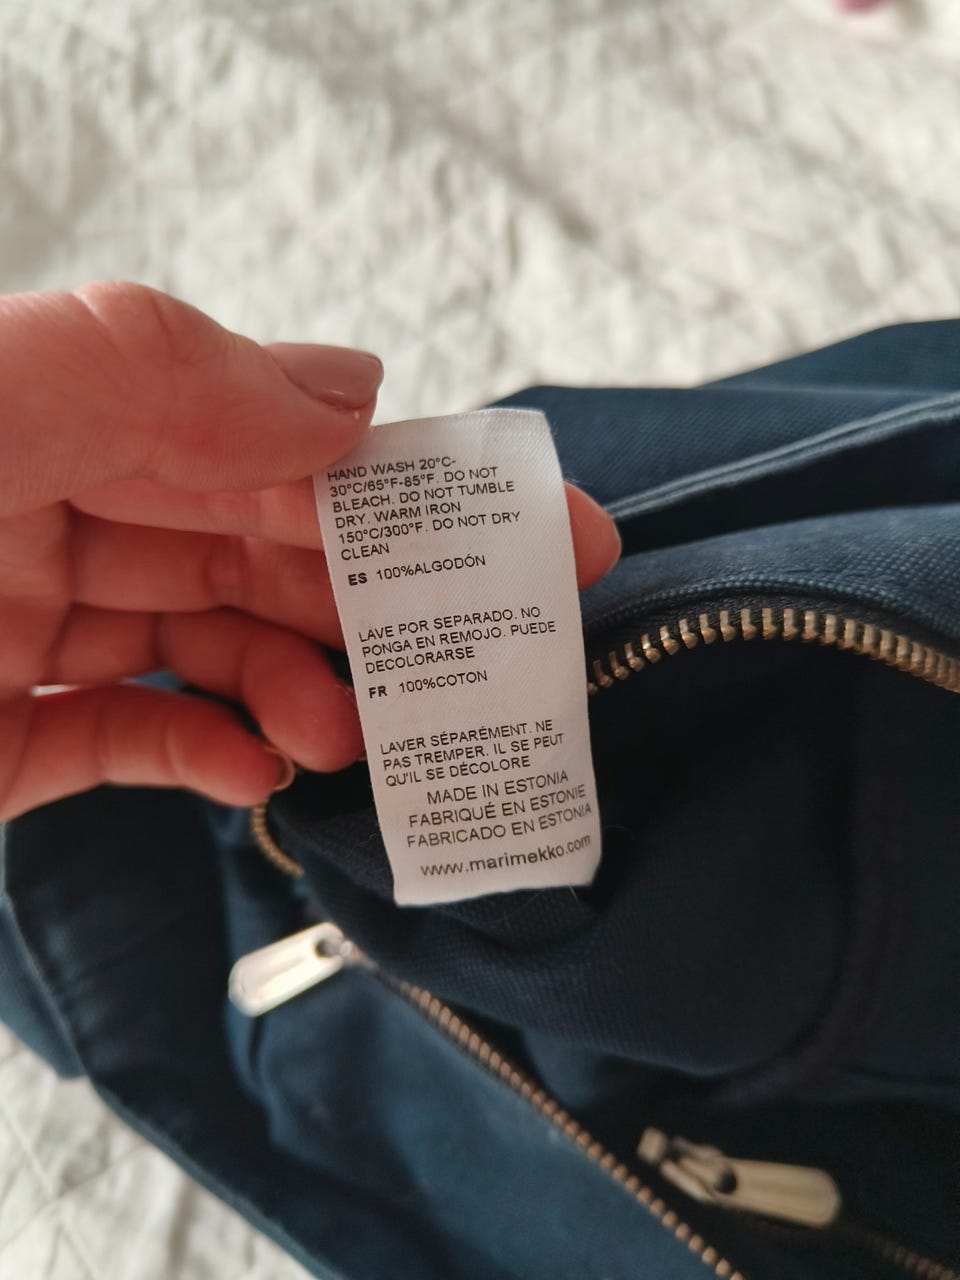 HAND WASH 20°C-
30°C/65°F-85°F. DO NOT
BLEACH. DO NOT TUMBLE
DRY. WARM IRON
150°C/300°F. DO NOT DRY
CLEAN
ES 100%ALGODÓN
LAVE POR SEPARADO. NO
PONGA EN REMOJO. PUEDE
DECOLORARSE
FR 100%COTON
LAVER SÉPARÉMENT. NE
PAS TREMPER. IL SE PEUT
QU'IL SE DÉCOLORE
MADE IN ESTONIA
FABRIQUÉ EN ESTONIE
FABRICADO EN ESTONIA
www.marimekko.com